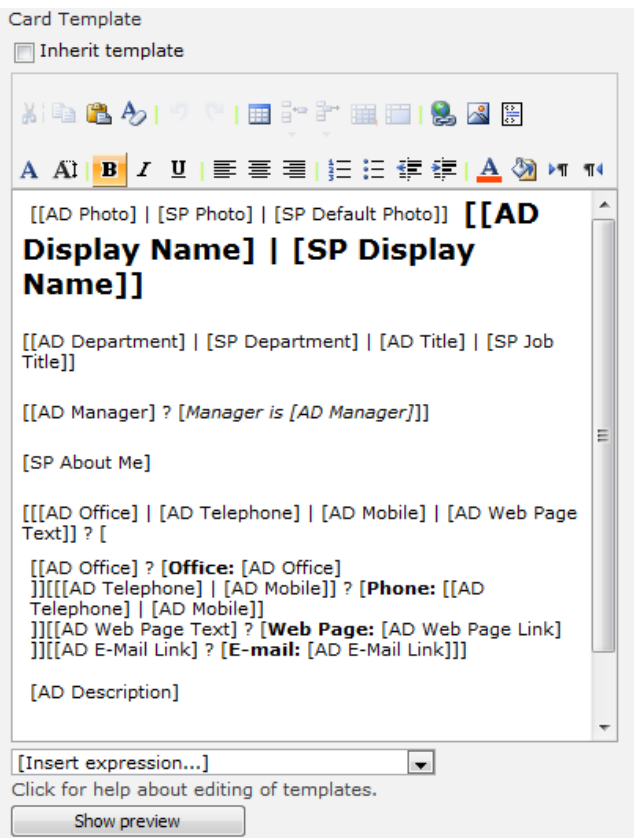 Card Template
Inherit template
A A B I U A
[[AD Photo] | [SP Photo] | [SP Default Photo]] [[AD
Display Name] | [SP Display
Name]]
[[AD Department] | [SP Department] | [AD Title] | [SP Job
Title]]
[[AD Manager] ? [Manager is [AD Manager]]]
[SP About Me]
[[[AD Office] | [AD Telephone] | [AD Mobile] | [AD Web Page
Text]] ? [
[[AD Office] ? [Office: [AD Office]
]][[[AD Telephone] | [AD Mobile]] ? [Phone: [[AD
Telephone] | [AD Mobile]]
]][[AD Web Page Text] ? [Web Page: [AD Web Page Link]
]][[AD E-Mail Link] ? [E-mail: [AD E-Mail Link]]]
[AD Description]
[Insert expression...]
Click for help about editing of templates.
Show preview